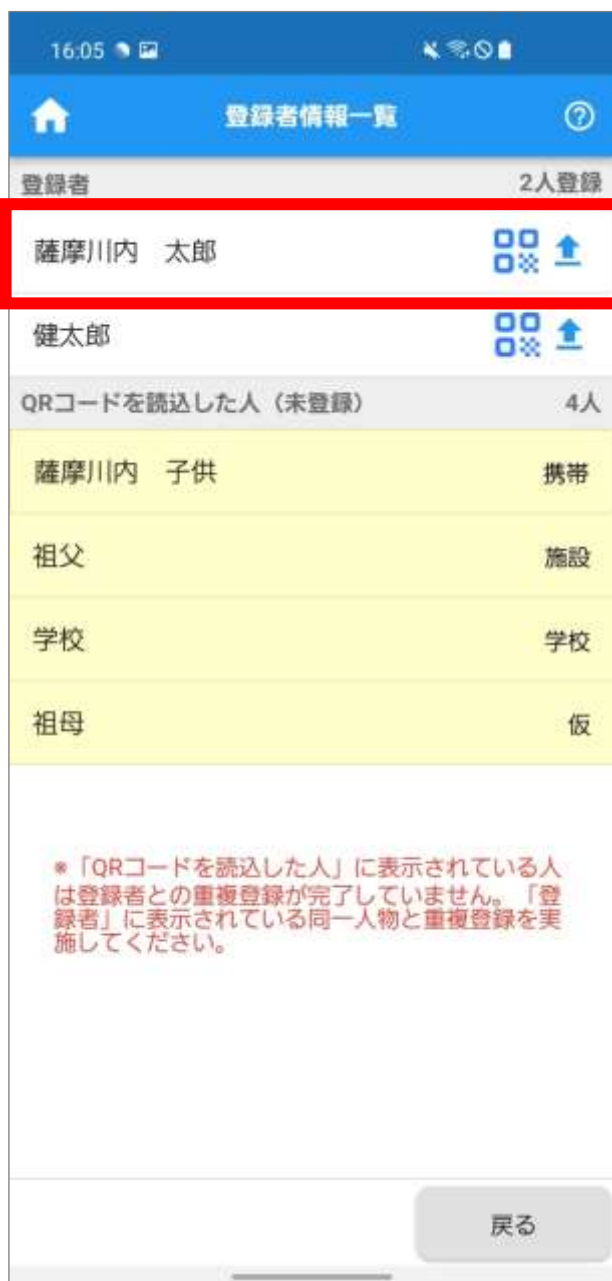 16:05
登録者情報一覧
登録者 2人登録
薩摩川内 太郎
健太郎
QRコードを読込した人（未登録） 4人
薩摩川内 子供 携帯
祖父 施設
学校 学校
祖母 仮
※「QRコードを読込した人」に表示されている人
は登録者との重複登録が完了していません。「登
録者」に表示されている同一人物と重複登録を実
施してください。
戻る